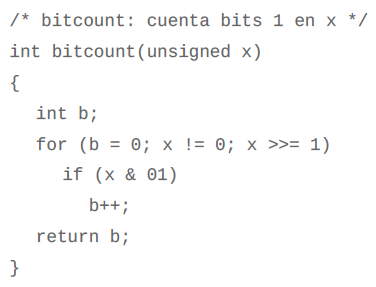 /* bitcount: cuenta bits 1 en x */
int bitcount(unsigned x)
{
int b;
for (b = 0; x != 0; x >>= 1)
if (x & 01)
b++;
return b;
}